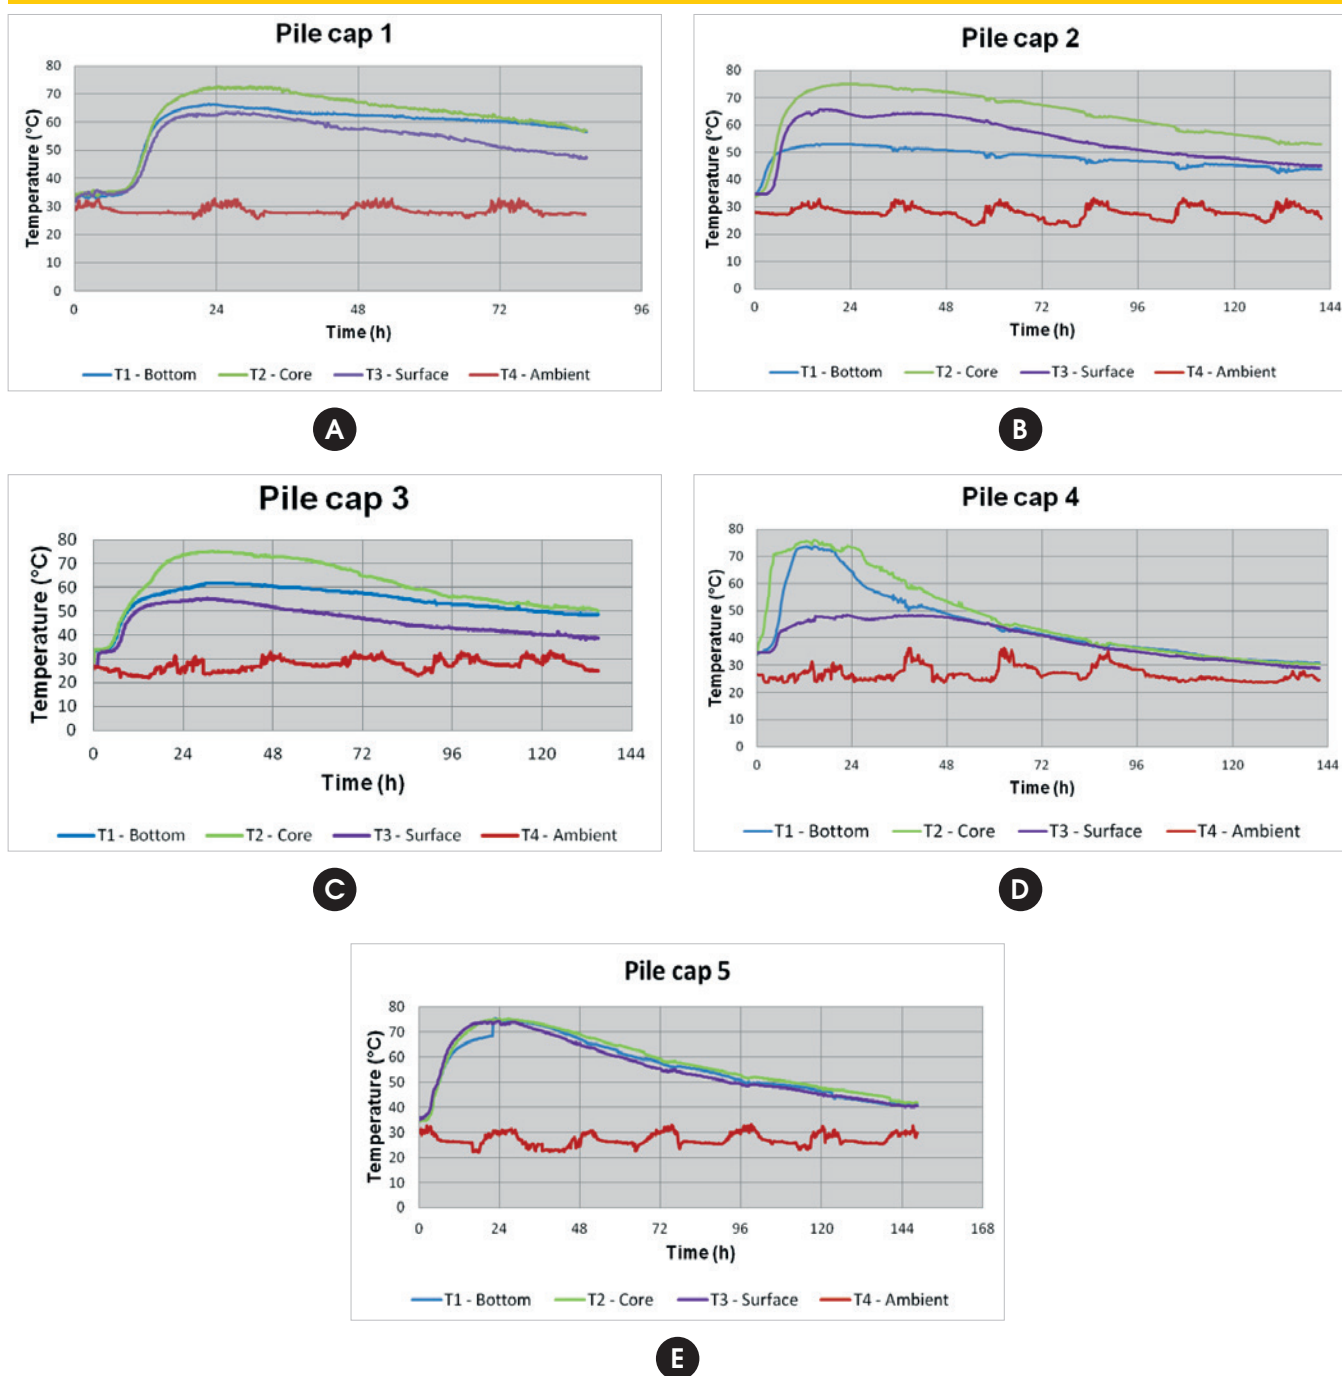 Pile cap 1
Temperature (°C)
80
70
60
50
40
30
20
10
0
0 24 48 72 96
Time (h)
T1 - Bottom T2 - Core T3 - Surface T4 - Ambient
A
Pile cap 2
Temperature (°C)
80
70
60
50
40
30
20
10
0
0 24 48 72 96 120 144
Time (h)
T1 - Bottom T2 - Core T3 - Surface T4 - Ambient
B
Pile cap 3
Temperature (°C)
80
70
60
50
40
30
20
10
0
0 24 48 72 96 120 144
Time (h)
T1 - Bottom T2 - Core T3 - Surface T4 - Ambient
C
Pile cap 4
Temperature (°C)
80
70
60
50
40
30
20
10
0
0 24 48 72 96 120 144
Time (h)
T1 - Bottom T2 - Core T3 - Surface T4 - Ambient
D
Pile cap 5
Temperature (°C)
80
70
60
50
40
30
20
10
0
0 24 48 72 96 120 144 168
Time (h)
T1 - Bottom T2 - Core T3 - Surface T4 - Ambient
E